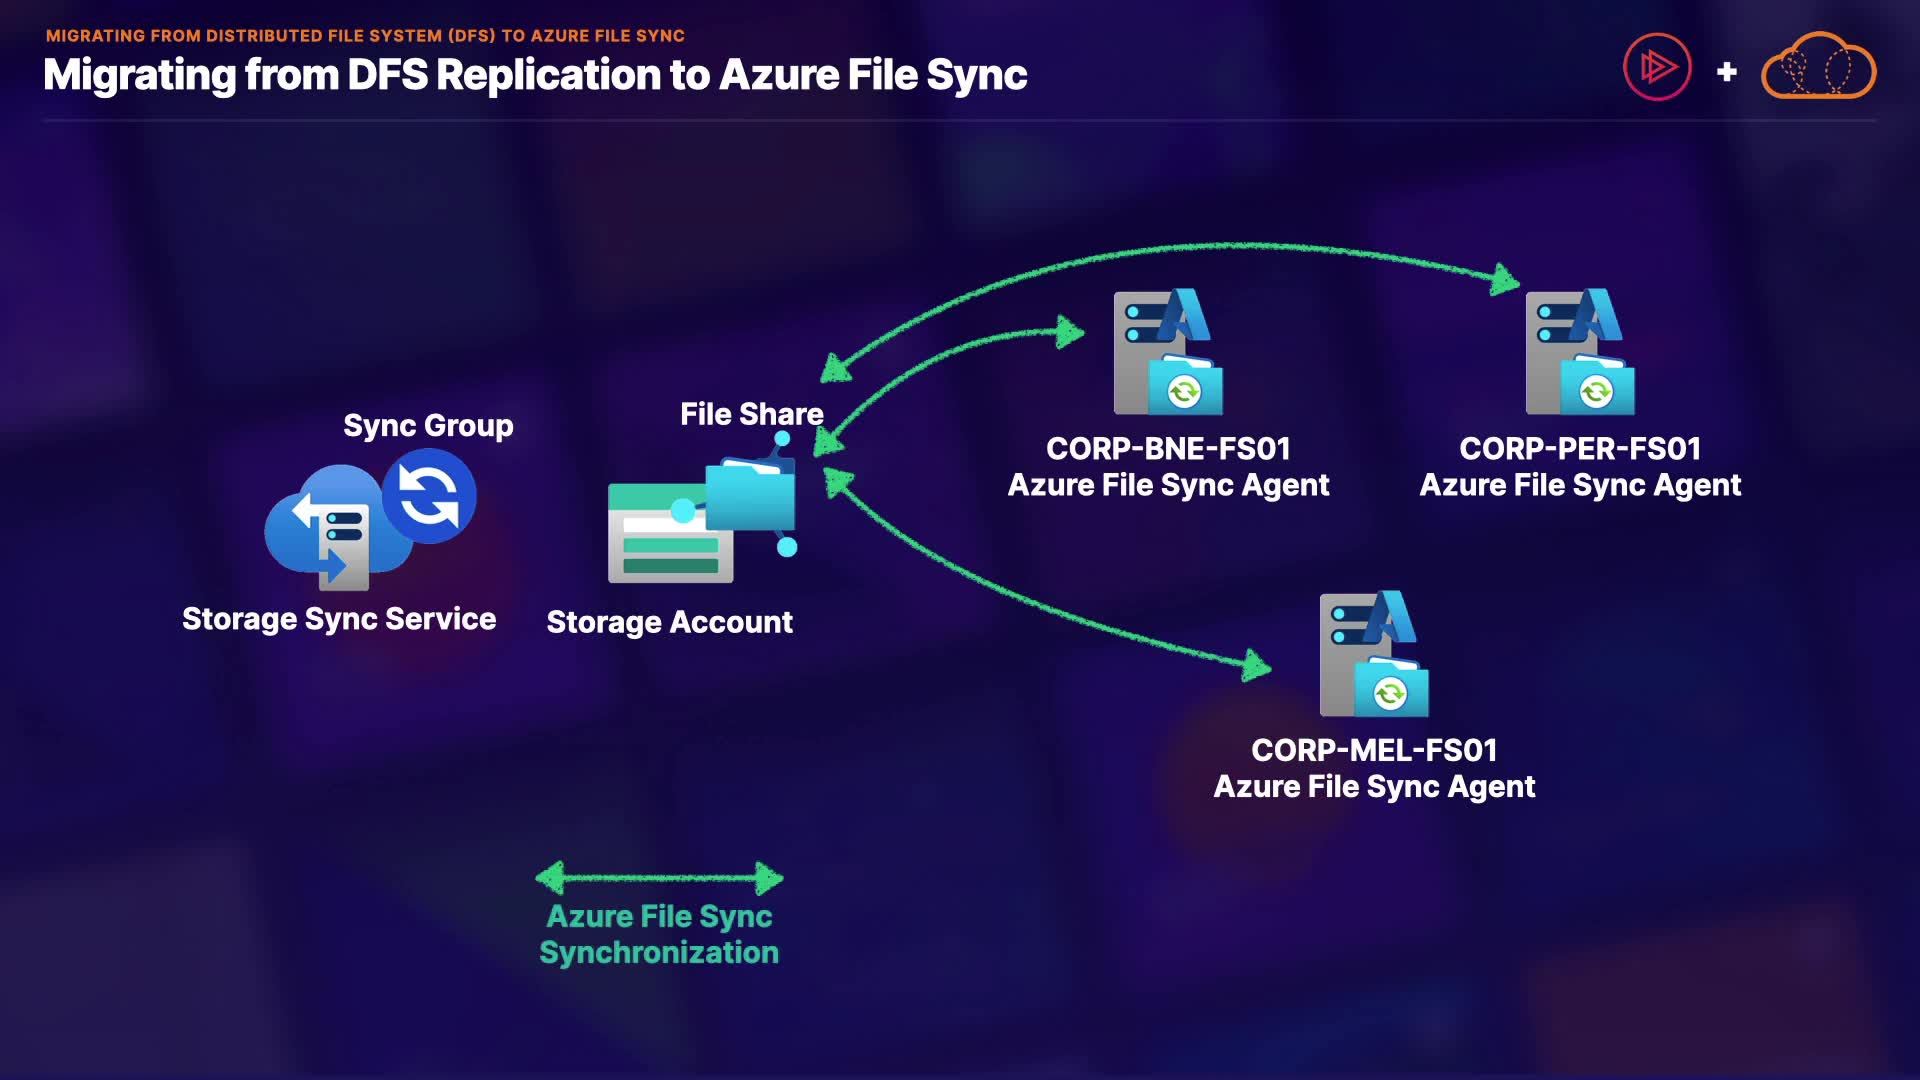 MIGRATING FROM DISTRIBUTED FILE SYSTEM (DFS) TO AZURE FILE SYNC
Migrating from DFS Replication to Azure File Sync
+
Sync Group
Storage Sync Service
File Share
Storage Account
CORP-BNE-FS01
Azure File Sync Agent
CORP-PER-FS01
Azure File Sync Agent
CORP-MEL-FS01
Azure File Sync Agent
Azure File Sync
Synchronization